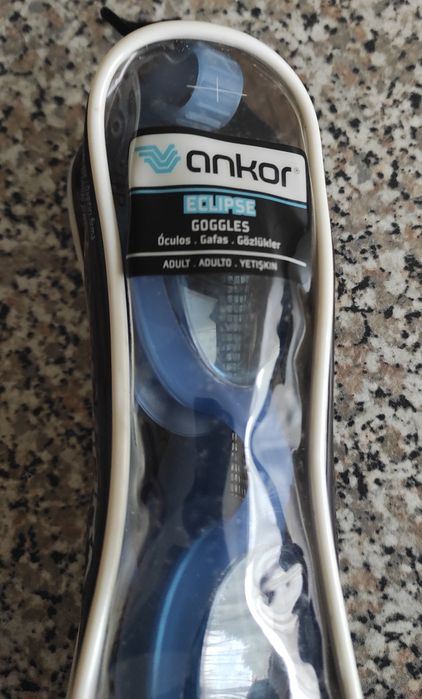 ankor®
ECLIPSE
GOGGLES
Óculos . Gafas . Gözlükler
ADULT . ADULTO . YETIŞKIN